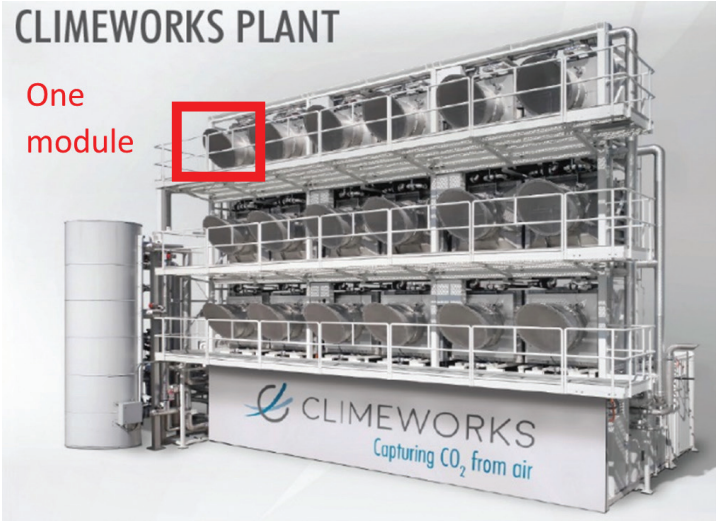 CLIMEWORKS PLANT
One
module
CLIMEWORKS
Capturing CO₂ from air